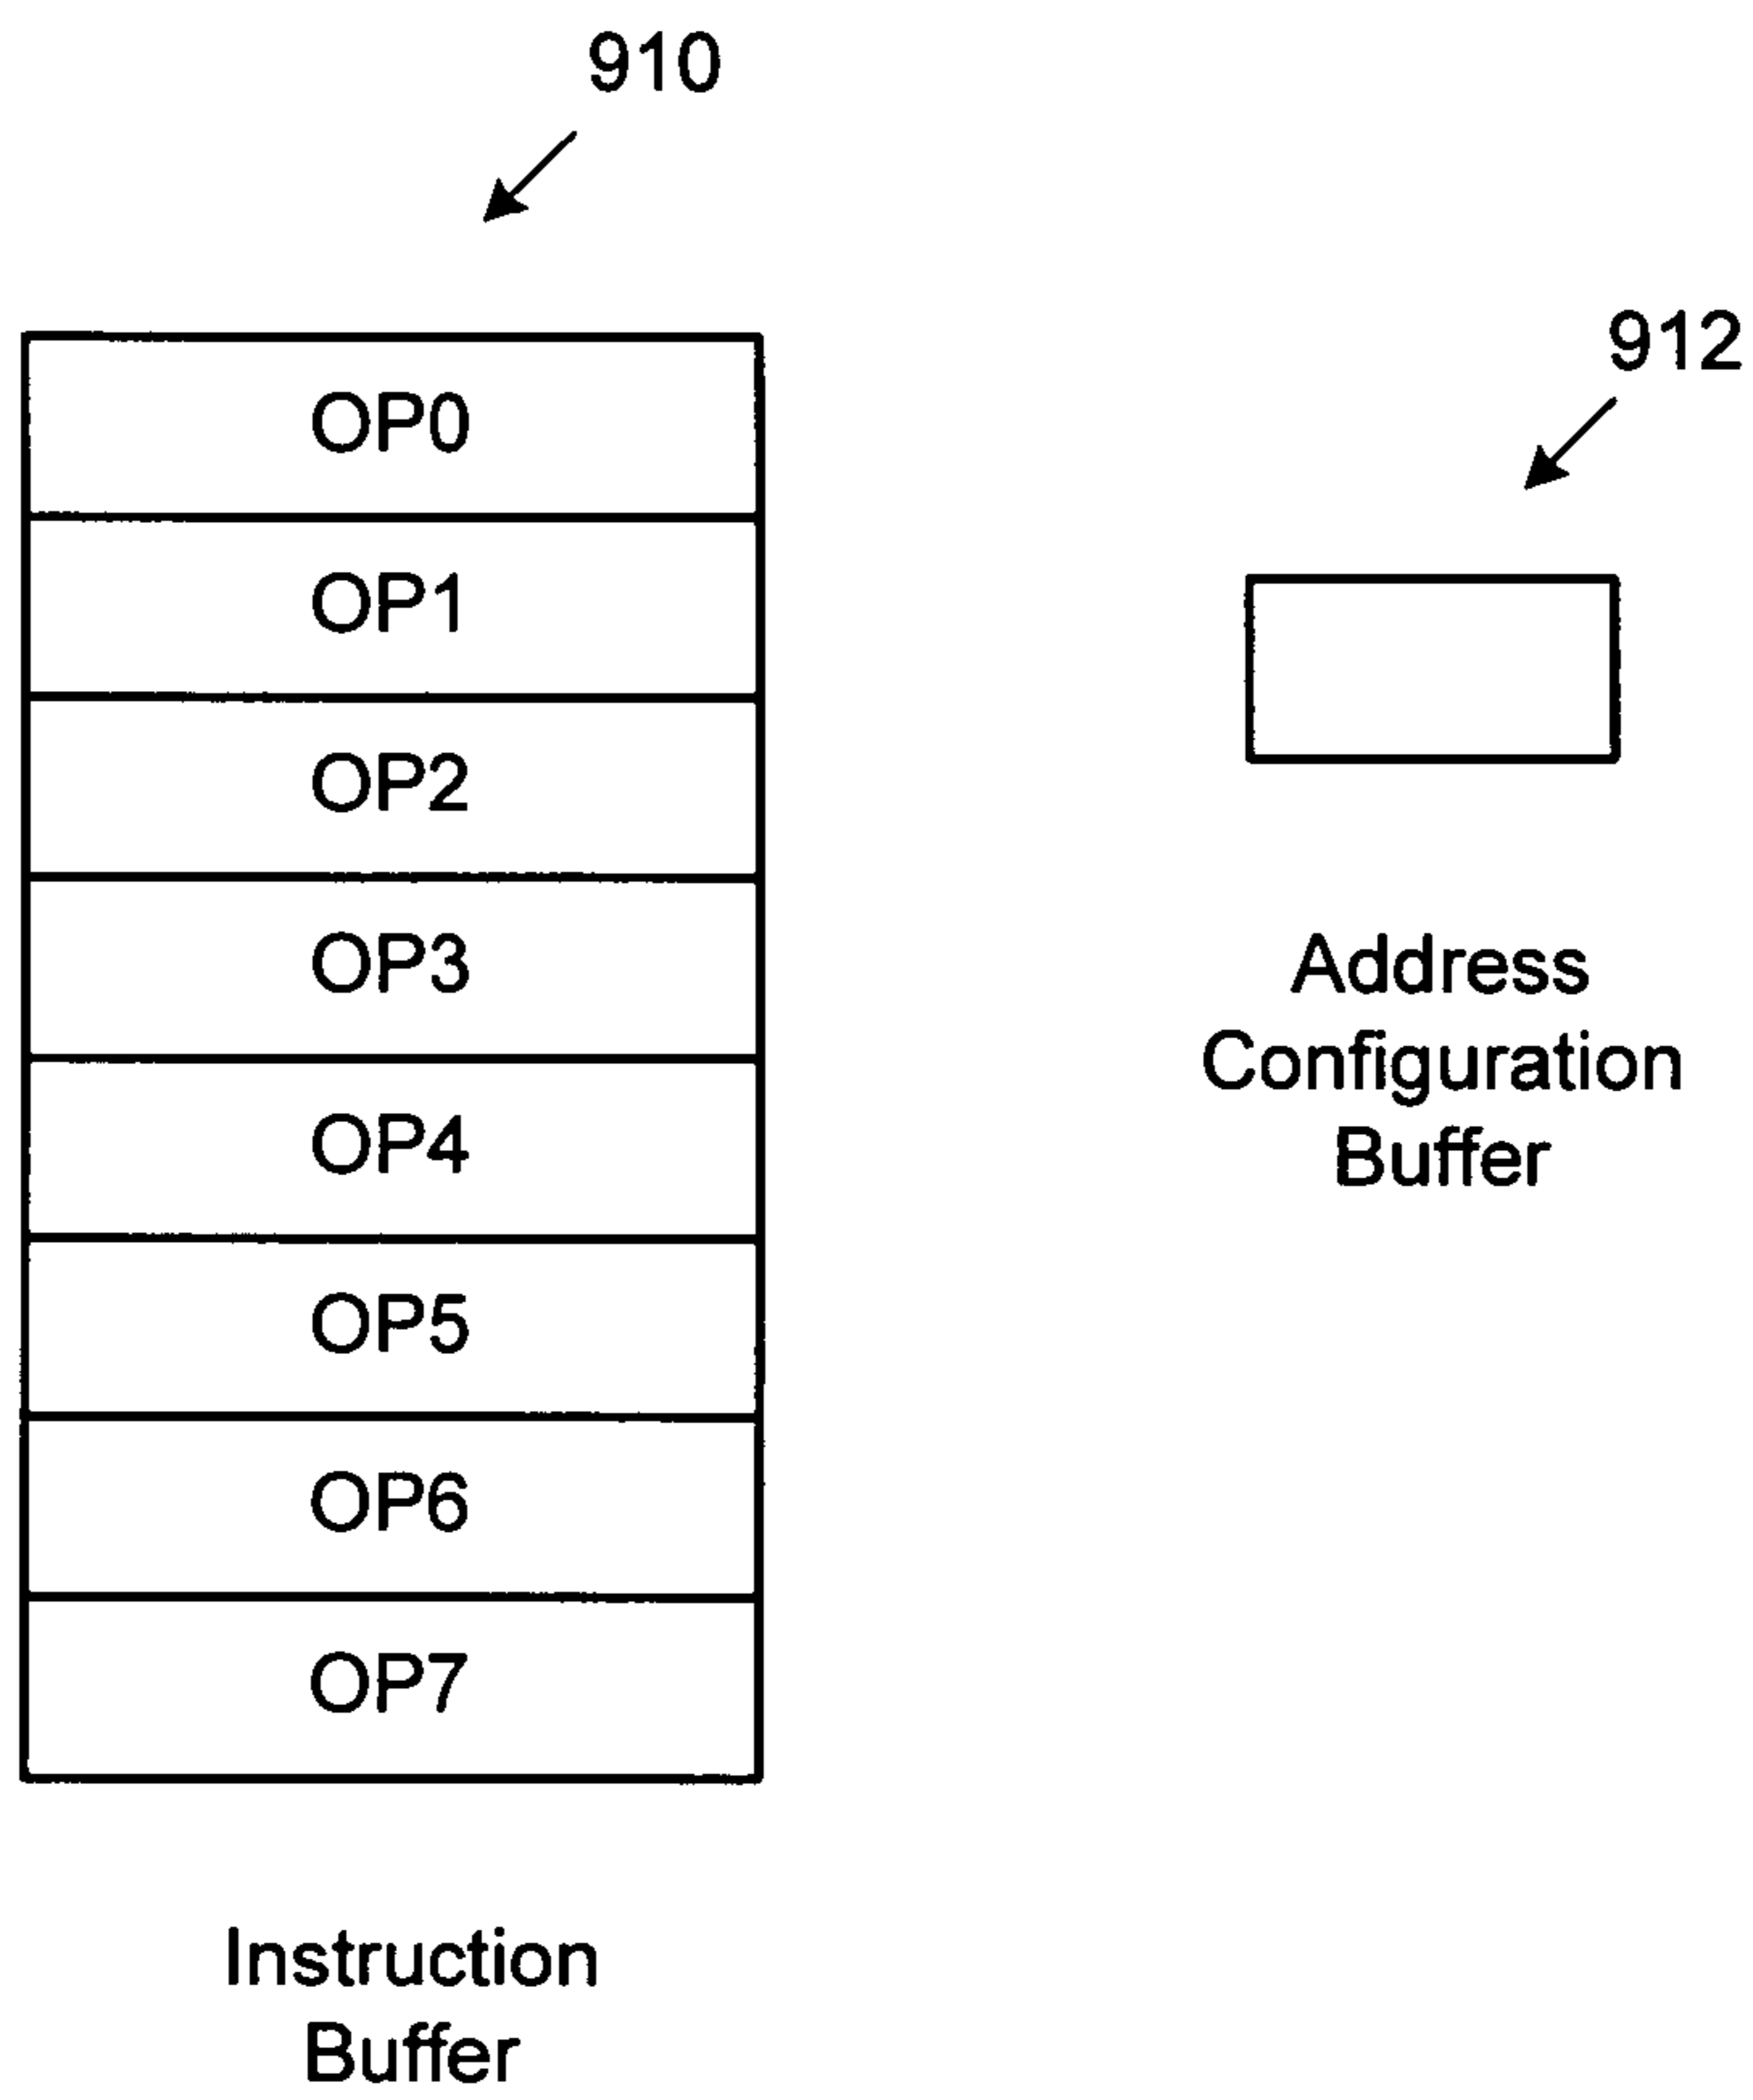 910
OP0
OP1
OP2
OP3
OP4
OP5
OP6
OP7
Instruction
Buffer
912
Address
Configuration
Buffer